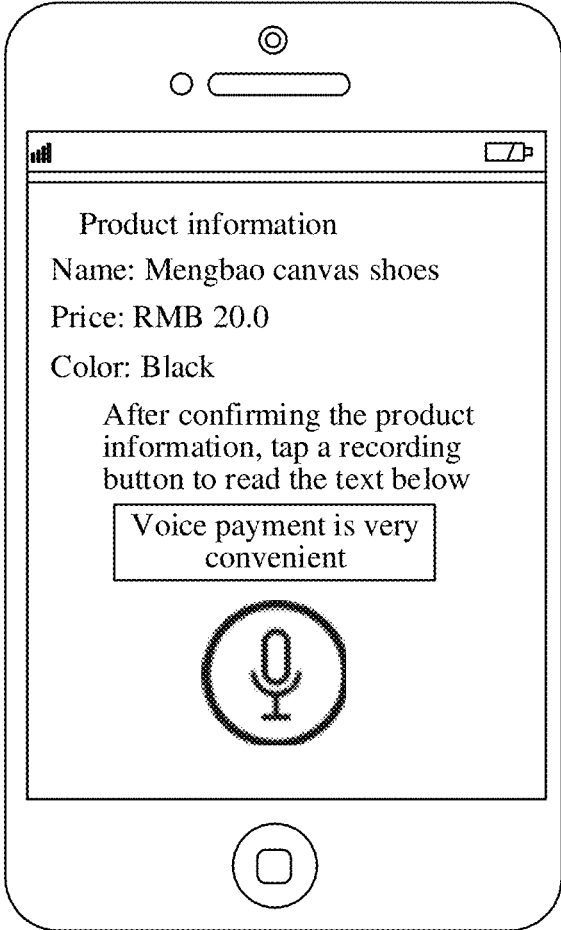 Product information
Name: Mengbao canvas shoes
Price: RMB 20.0
Color: Black
After confirming the product
information, tap a recording
button to read the text below
Voice payment is very
convenient